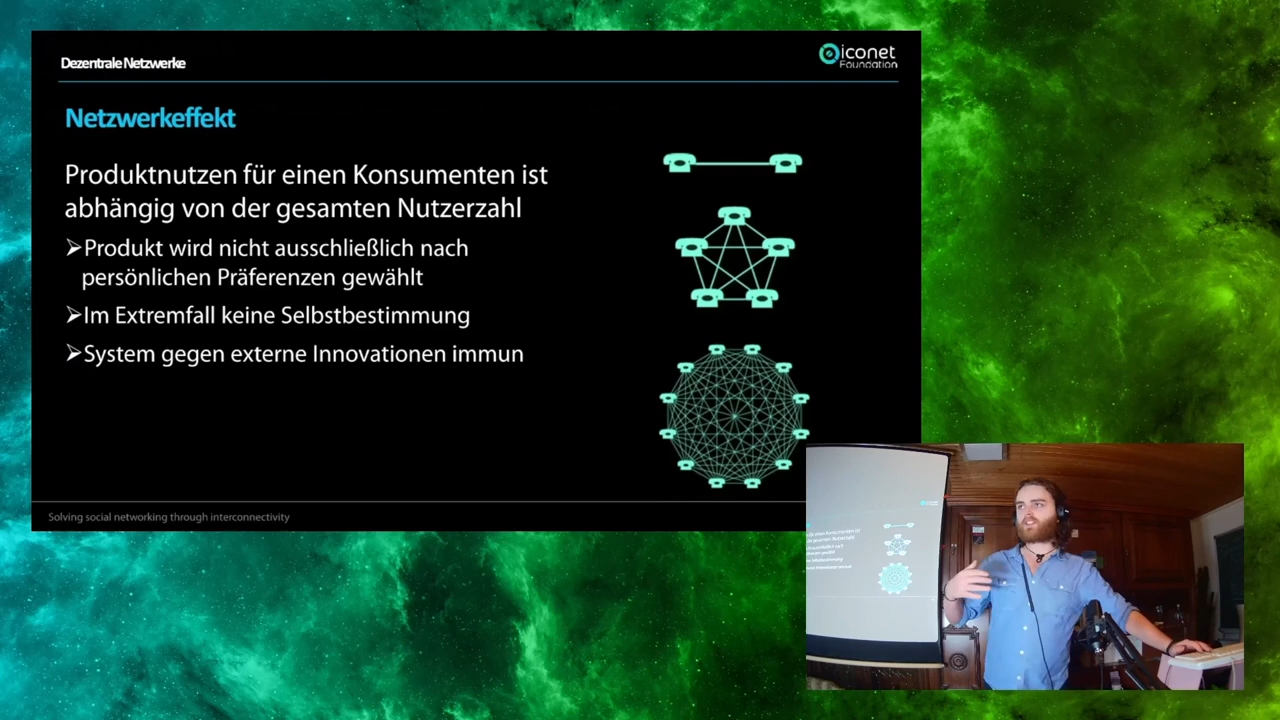 Dezentrale Netzwerke
iconet
Foundation
Netzwerkeffekt
Produktnutzen für einen Konsumenten ist
abhängig von der gesamten Nutzerzahl
➢Produkt wird nicht ausschließlich nach
persönlichen Präferenzen gewählt
➢Im Extremfall keine Selbstbestimmung
➢System gegen externe Innovationen immun
Solving social networking through interconnectivity